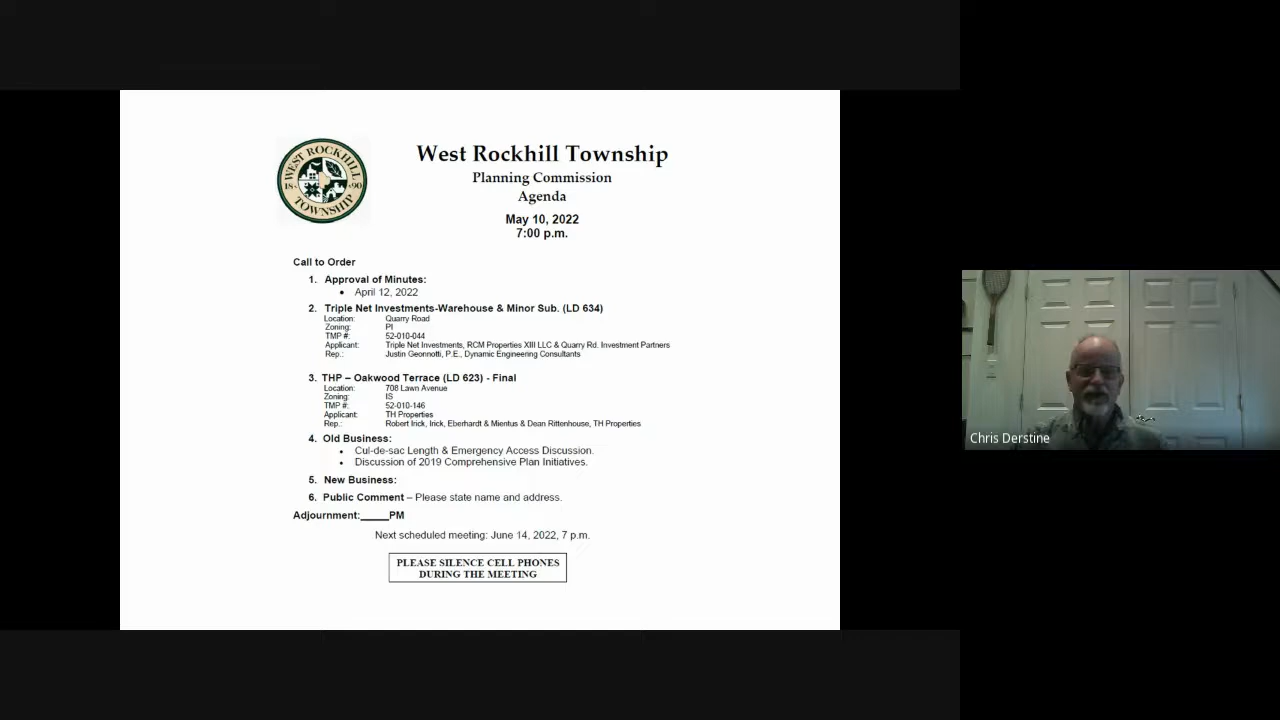 WEST ROCKHILL
18 90
TOWNSHIP
West Rockhill Township
Planning Commission
Agenda
May 10, 2022
7:00 p.m.
Call to Order
1. Approval of Minutes:
• April 12, 2022
2. Triple Net Investments-Warehouse & Minor Sub. (LD 634)
Location: Quarry Road
Zoning: PI
TMP #: 52-010-044
Applicant: Triple Net Investments, RCM Properties XIII LLC & Quarry Rd. Investment Partners
Rep.: Justin Geonnotti, P.E., Dynamic Engineering Consultants
3. THP – Oakwood Terrace (LD 623) - Final
Location: 708 Lawn Avenue
Zoning: IS
TMP #: 52-010-146
Applicant: TH Properties
Rep.: Robert Irick, Irick, Eberhardt & Mientus & Dean Rittenhouse, TH Properties
4. Old Business:
• Cul-de-sac Length & Emergency Access Discussion.
• Discussion of 2019 Comprehensive Plan Initiatives.
5. New Business:
6. Public Comment – Please state name and address.
Adjournment:_____PM
Next scheduled meeting: June 14, 2022, 7 p.m.
PLEASE SILENCE CELL PHONES
DURING THE MEETING
Chris Derstine